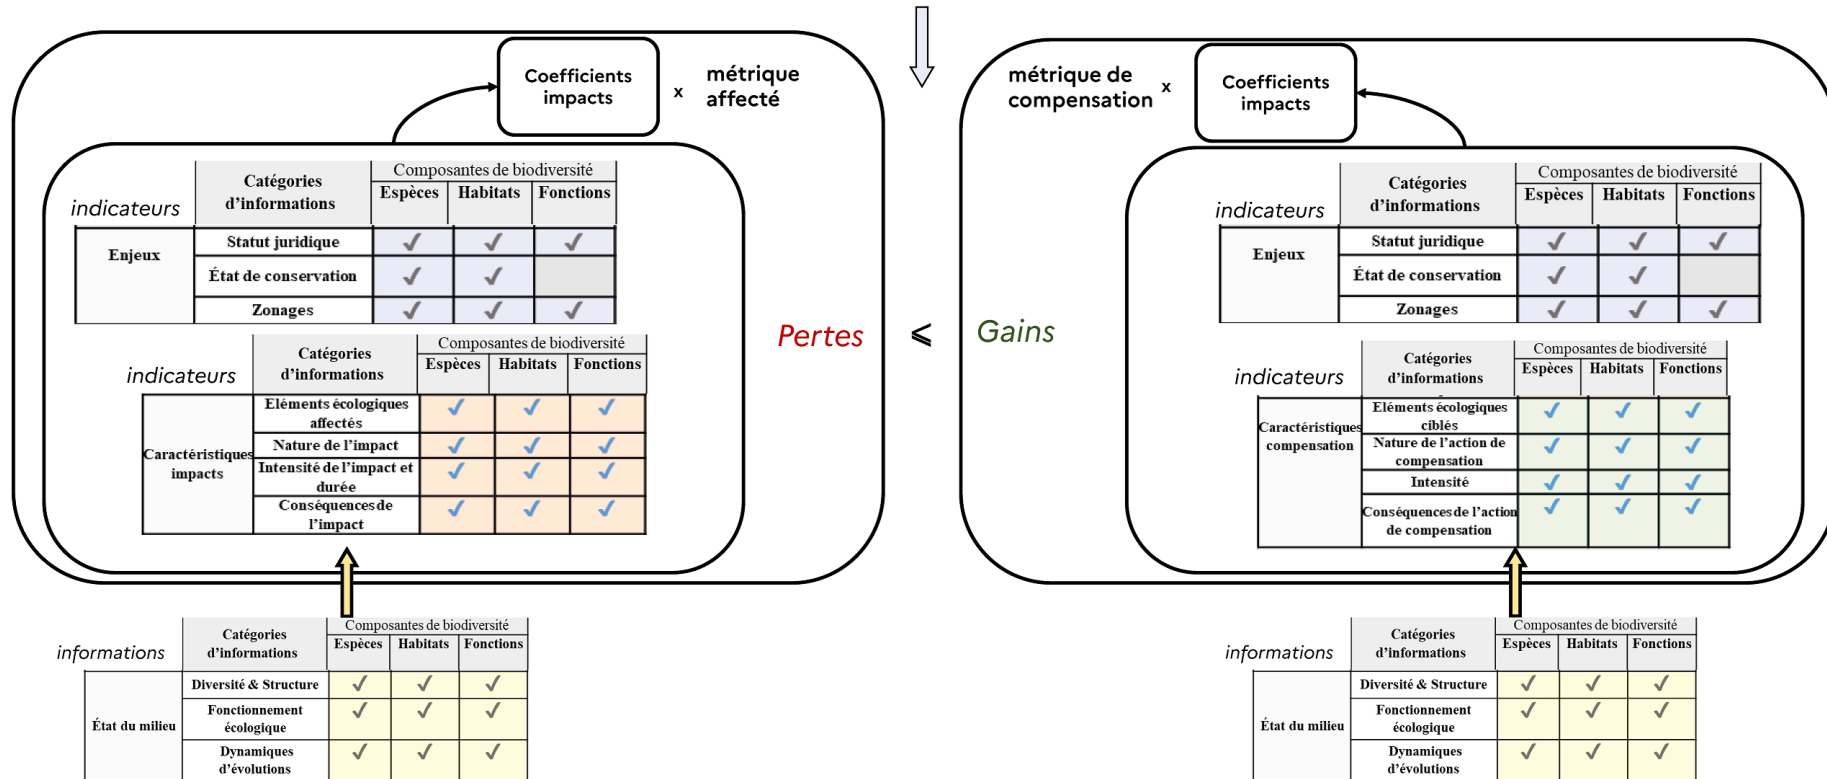 Coefficients
impacts
x
métrique
affecté
Composantes de biodiversité
Catégories
d'informations
Espèces Habitats Fonctions
indicateurs
Enjeux
Statut juridique ✓ ✓ ✓
État de conservation ✓ ✓
Zonages ✓ ✓ ✓
Composantes de biodiversité
Catégories
d'informations
Espèces Habitats Fonctions
indicateurs
Caractéristiques
impacts
Eléments écologiques
affectés ✓ ✓ ✓
Nature de l'impact ✓ ✓ ✓
Intensité de l'impact et
durée ✓ ✓ ✓
Conséquences de
l'impact ✓ ✓ ✓
Composantes de biodiversité
Catégories
d'informations
Espèces Habitats Fonctions
informations
État du milieu
Diversité & Structure ✓ ✓ ✓
Fonctionnement
écologique ✓ ✓ ✓
Dynamiques
d'évolutions ✓ ✓ ✓
Pertes ⩽ Gains
métrique de
compensation
x
Coefficients
impacts
Composantes de biodiversité
Catégories
d'informations
Espèces Habitats Fonctions
indicateurs
Enjeux
Statut juridique ✓ ✓ ✓
État de conservation ✓ ✓
Zonages ✓ ✓ ✓
Composantes de biodiversité
Catégories
d'informations
Espèces Habitats Fonctions
indicateurs
Caractéristiques
compensation
Eléments écologiques
ciblés ✓ ✓ ✓
Nature de l'action de
compensation ✓ ✓ ✓
Intensité ✓ ✓ ✓
Conséquences de l'action
de compensation ✓ ✓ ✓
Composantes de biodiversité
Catégories
d'informations
Espèces Habitats Fonctions
informations
État du milieu
Diversité & Structure ✓ ✓ ✓
Fonctionnement
écologique ✓ ✓ ✓
Dynamiques
d'évolutions ✓ ✓ ✓